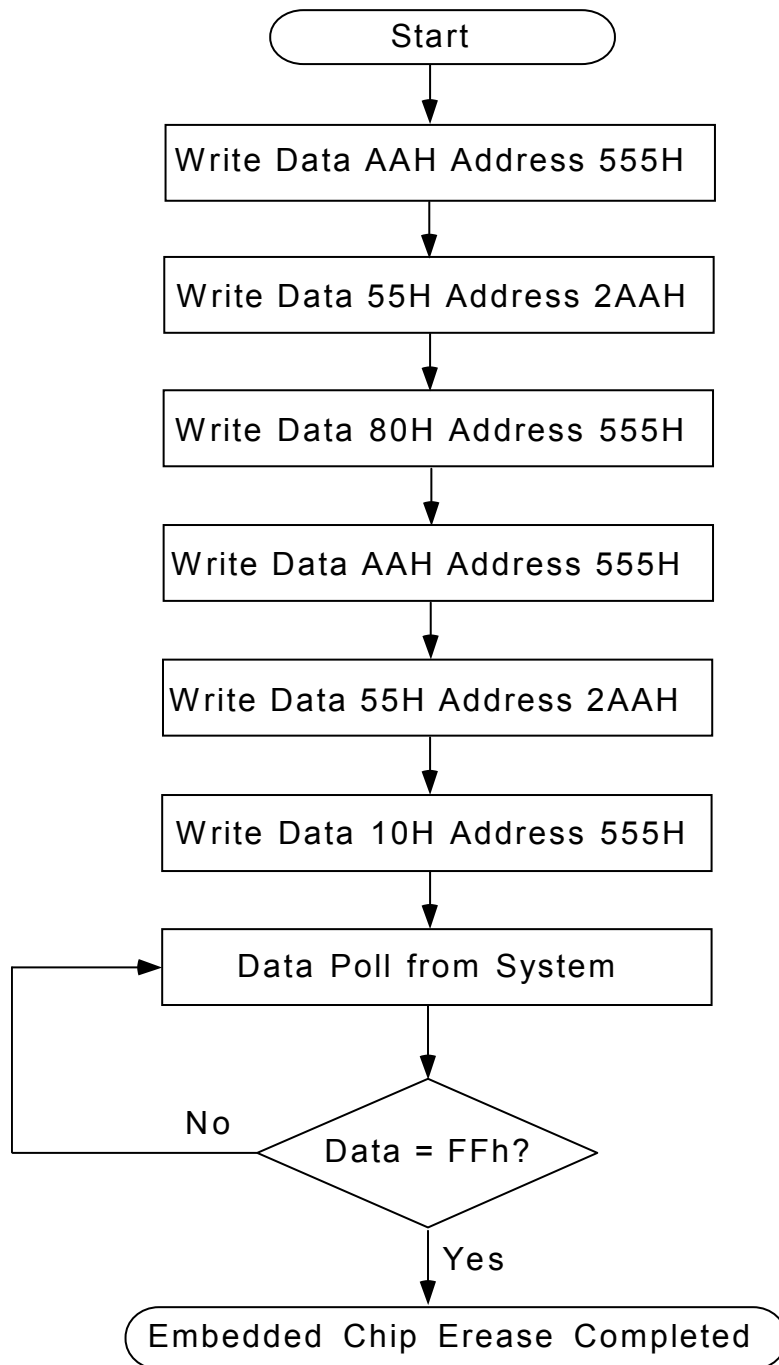 Start
Write Data AAH Address 555H
Write Data 55H Address 2AAH
Write Data 80H Address 555H
Write Data AAH Address 555H
Write Data 55H Address 2AAH
Write Data 10H Address 555H
Data Poll from System
No
Data = FFh?
Yes
Embedded Chip Erease Completed